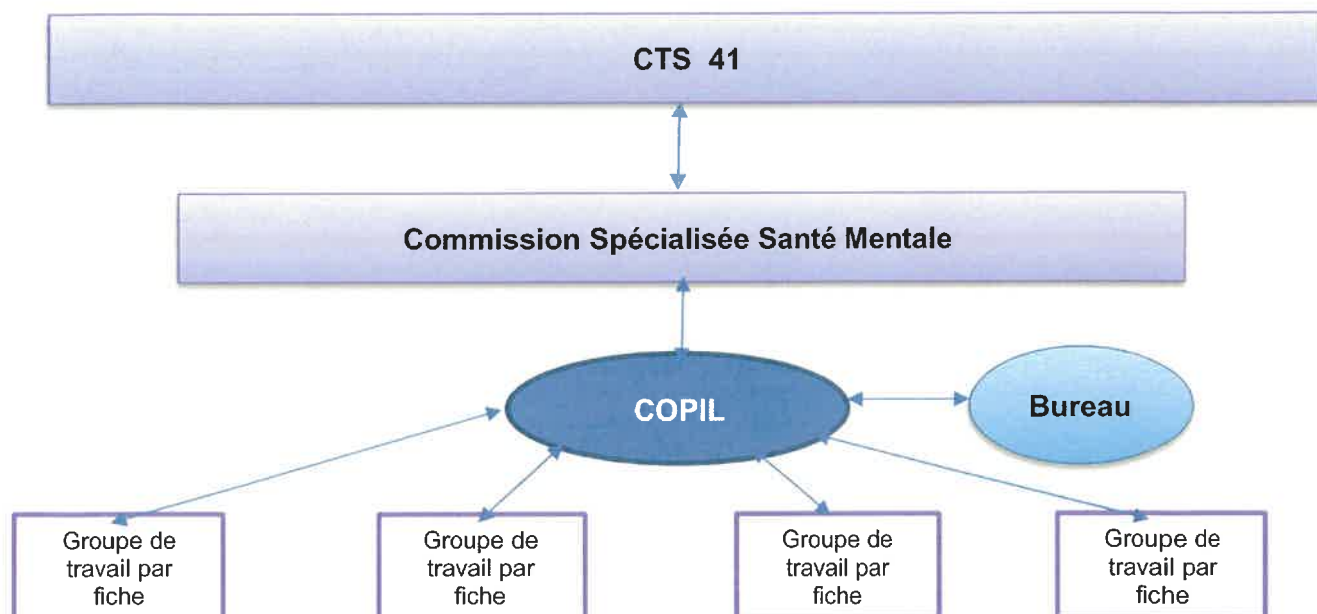 CTS 41
Commission Spécialisée Santé Mentale
COPIL
Bureau
Groupe de
travail par
fiche
Groupe de
travail par
fiche
Groupe de
travail par
fiche
Groupe de
travail par
fiche